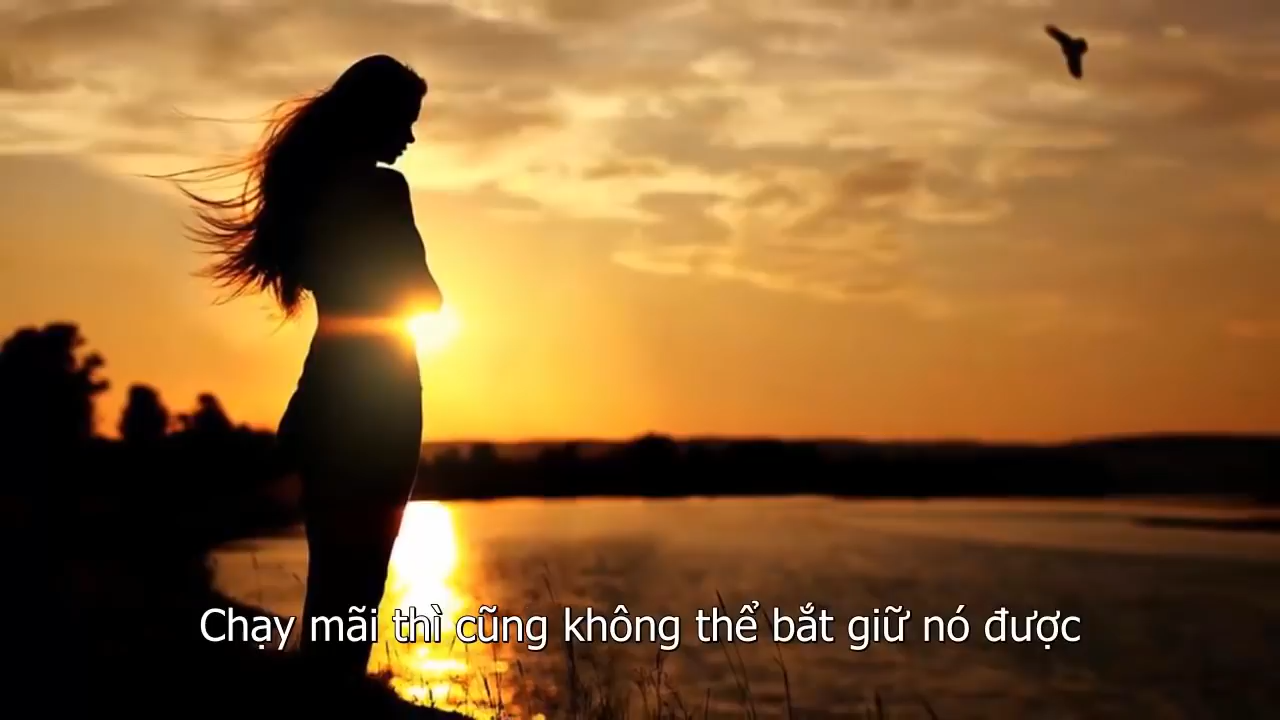 Chạy mãi thì cũng không thể bắt giữ nó được